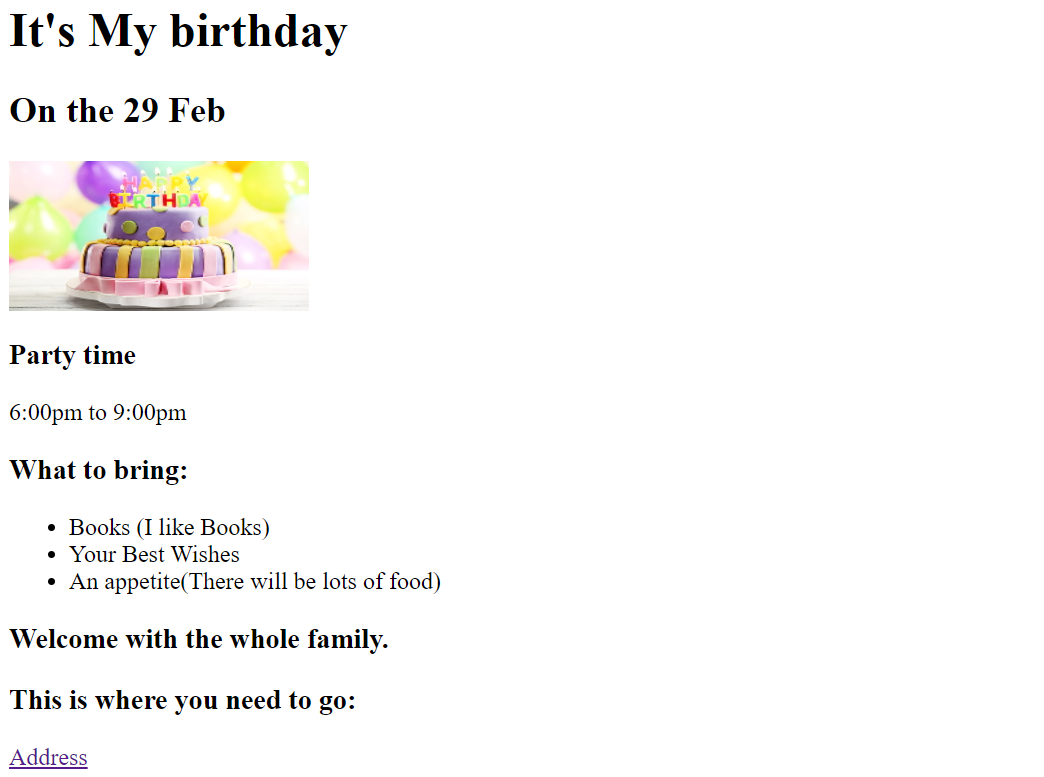 It's My birthday
On the 29 Feb
HAPPY
BIRTHDAY
Party time
6:00pm to 9:00pm
What to bring:
Books (I like Books)
Your Best Wishes
An appetite(There will be lots of food)
Welcome with the whole family.
This is where you need to go:
Address